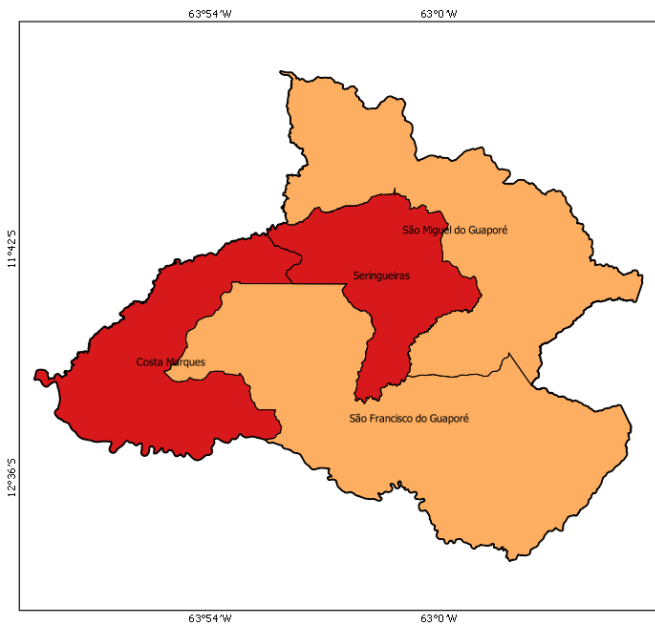 63°54'W
63°0'W
São Miguel do Guaporé
11°42'S
Seringueiras
Costa Marques
São Francisco do Guaporé
12°36'S
63°54'W
63°0'W